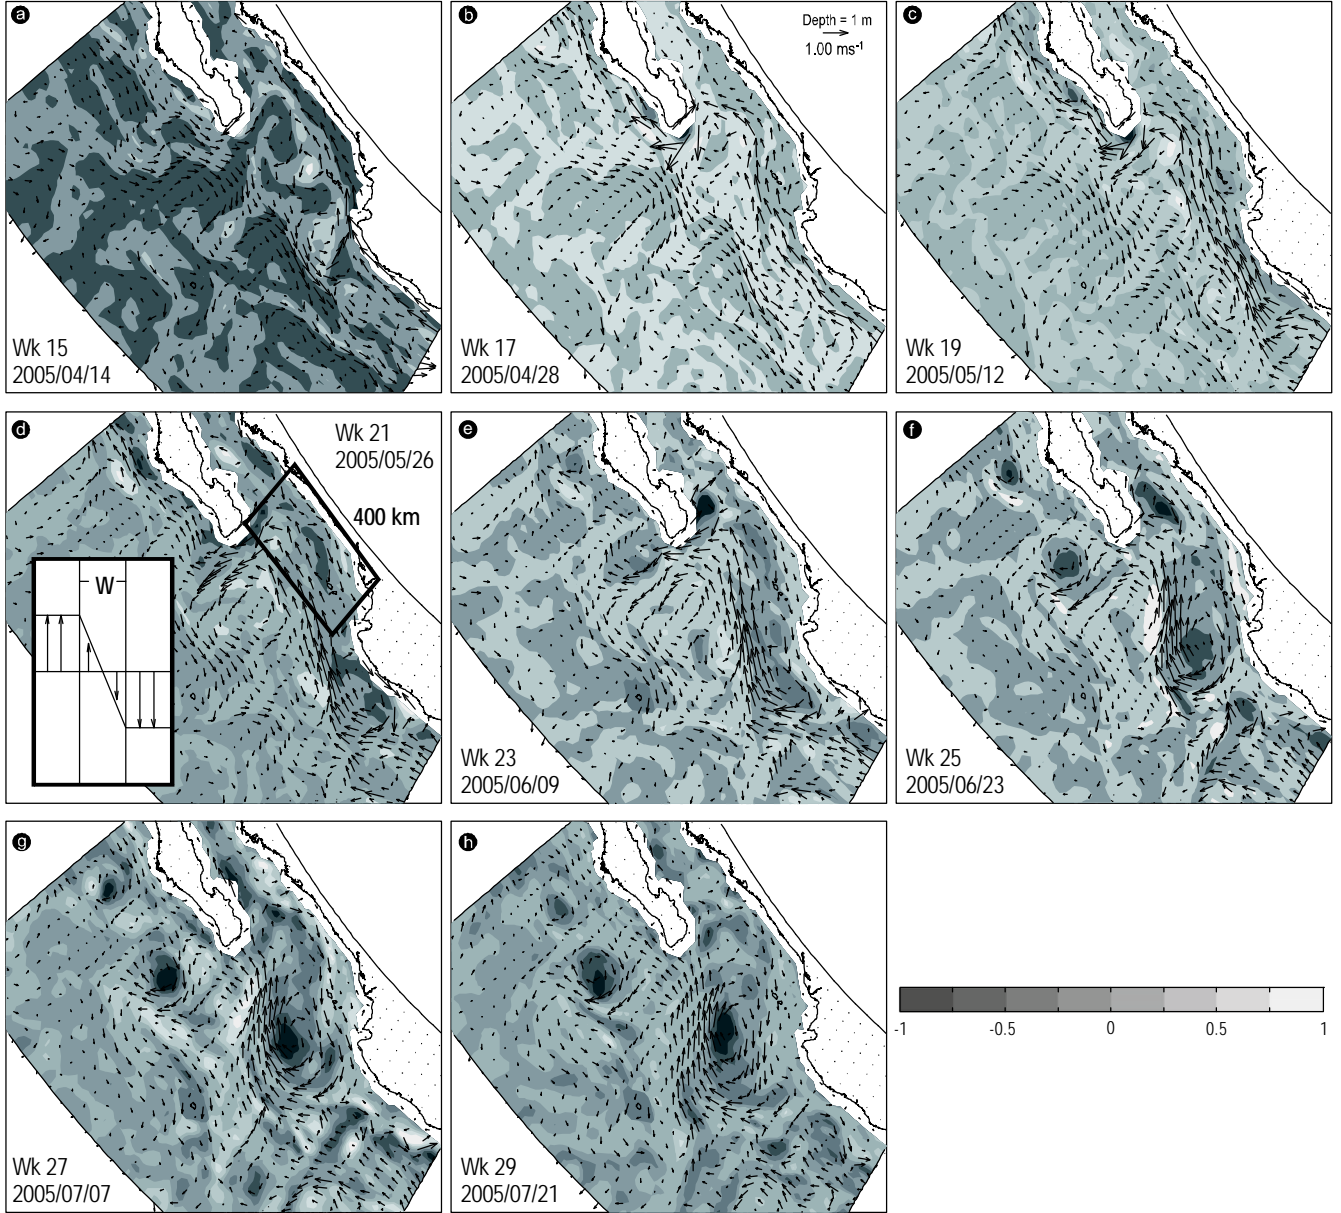 a
Wk 15
2005/04/14
b
Depth = 1 m
1.00 ms-1
Wk 17
2005/04/28
c
Wk 19
2005/05/12
d
Wk 21
2005/05/26
400 km
W
e
Wk 23
2005/06/09
f
Wk 25
2005/06/23
g
Wk 27
2005/07/07
h
Wk 29
2005/07/21
-1 -0.5 0 0.5 1